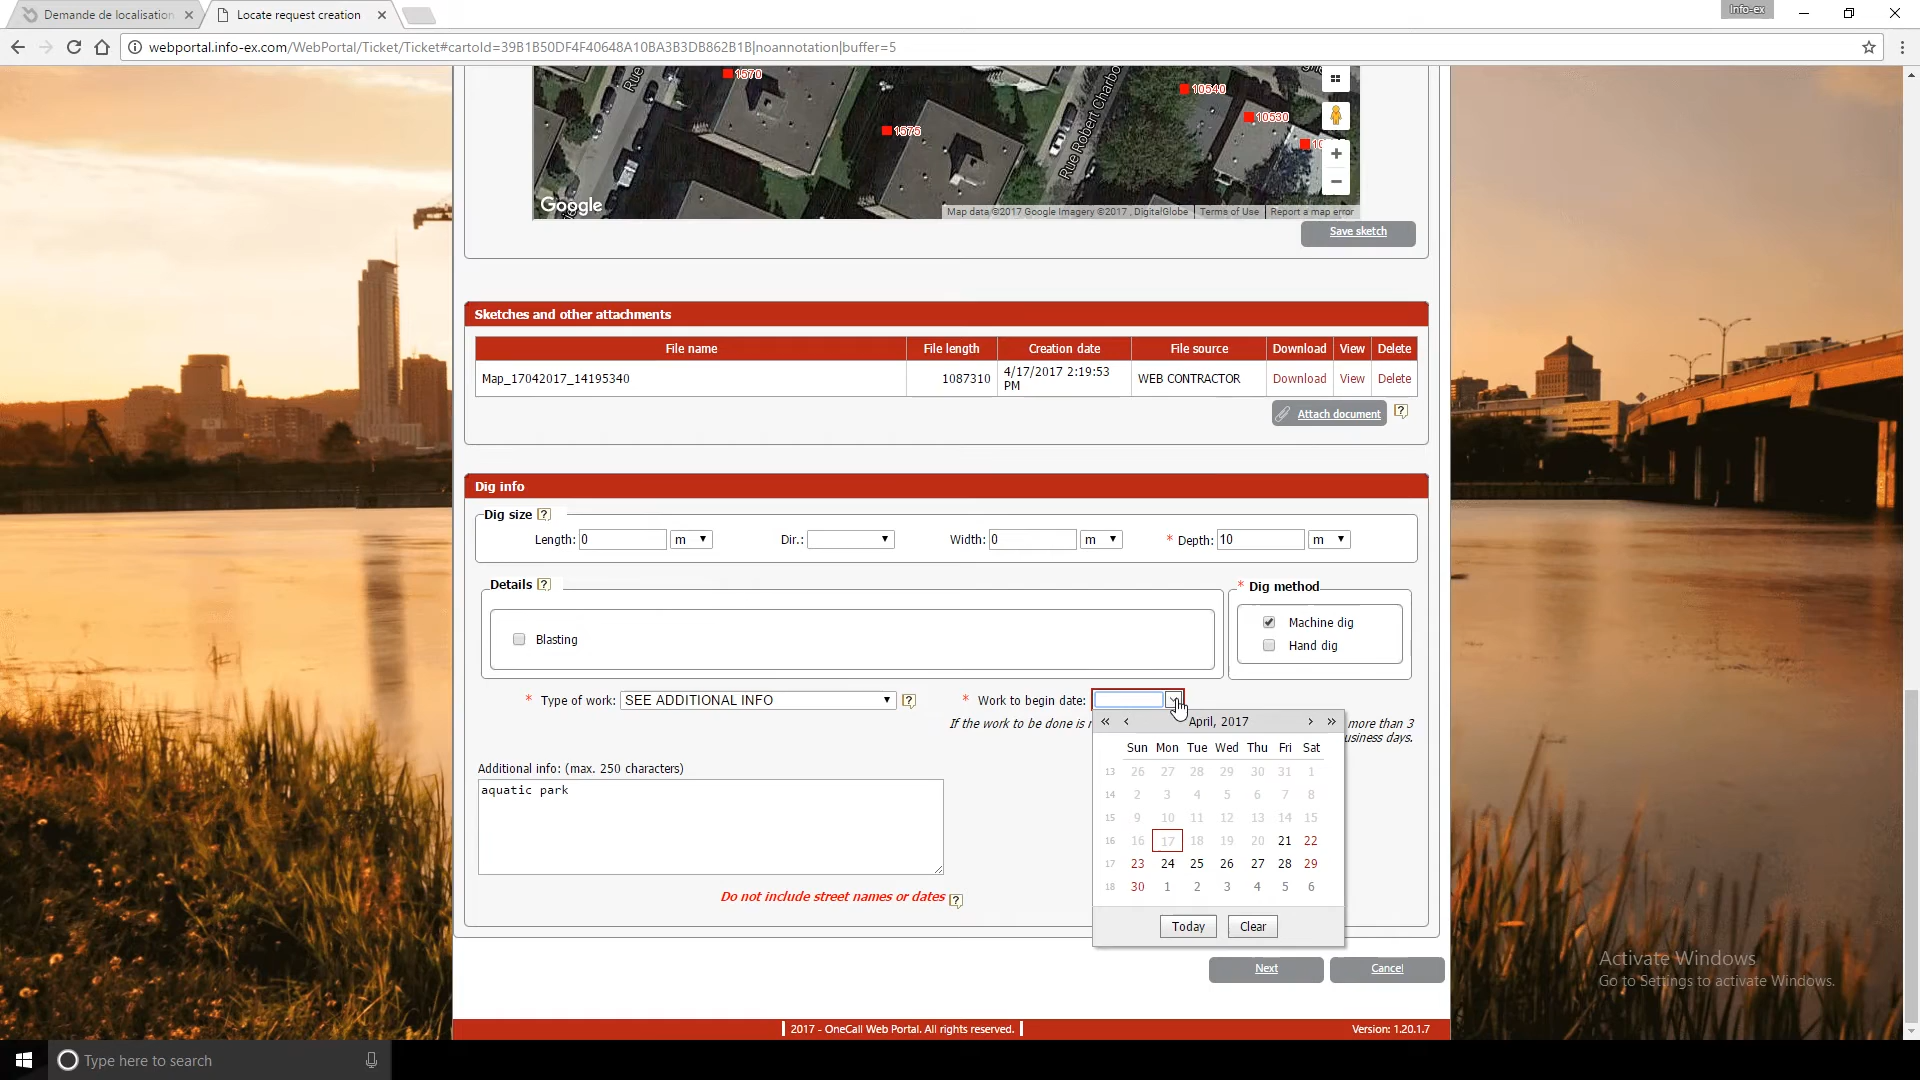 Demande de localisation
Locate request creation
Info-ex
webportal.info-ex.com/WebPortal/Ticket/Ticket#cartoId=39B1B50DF4F40648A10BA3B3DB862B1B|noannotation|buffer=5
Rue
1570
1575
Rue Robert Charbo
10540
10530
Google
Map data ©2017 Google Imagery ©2017 , DigitalGlobe
Terms of Use
Report a map error
Save sketch
Sketches and other attachments
File name File length Creation date File source Download View Delete
Map_17042017_14195340 1087310 4/17/2017 2:19:53 PM WEB CONTRACTOR Download View Delete
Attach document ?
Dig info
Dig size ?
Length: 0 m Dir.: Width: 0 m * Depth: 10 m
Details ?
* Dig method
Blasting
Machine dig
Hand dig
* Type of work: SEE ADDITIONAL INFO ?
* Work to begin date:
If the work to be done is
more than 3
business days.
April, 2017
Sun Mon Tue Wed Thu Fri Sat
13 26 27 28 29 30 31 1
14 2 3 4 5 6 7 8
15 9 10 11 12 13 14 15
16 16 17 18 19 20 21 22
17 23 24 25 26 27 28 29
18 30 1 2 3 4 5 6
Today Clear
Additional info: (max. 250 characters)
aquatic park
Do not include street names or dates ?
Next Cancel
Activate Windows
Go to Settings to activate Windows.
2017 - OneCall Web Portal. All rights reserved.
Version: 1.20.1.7
Type here to search